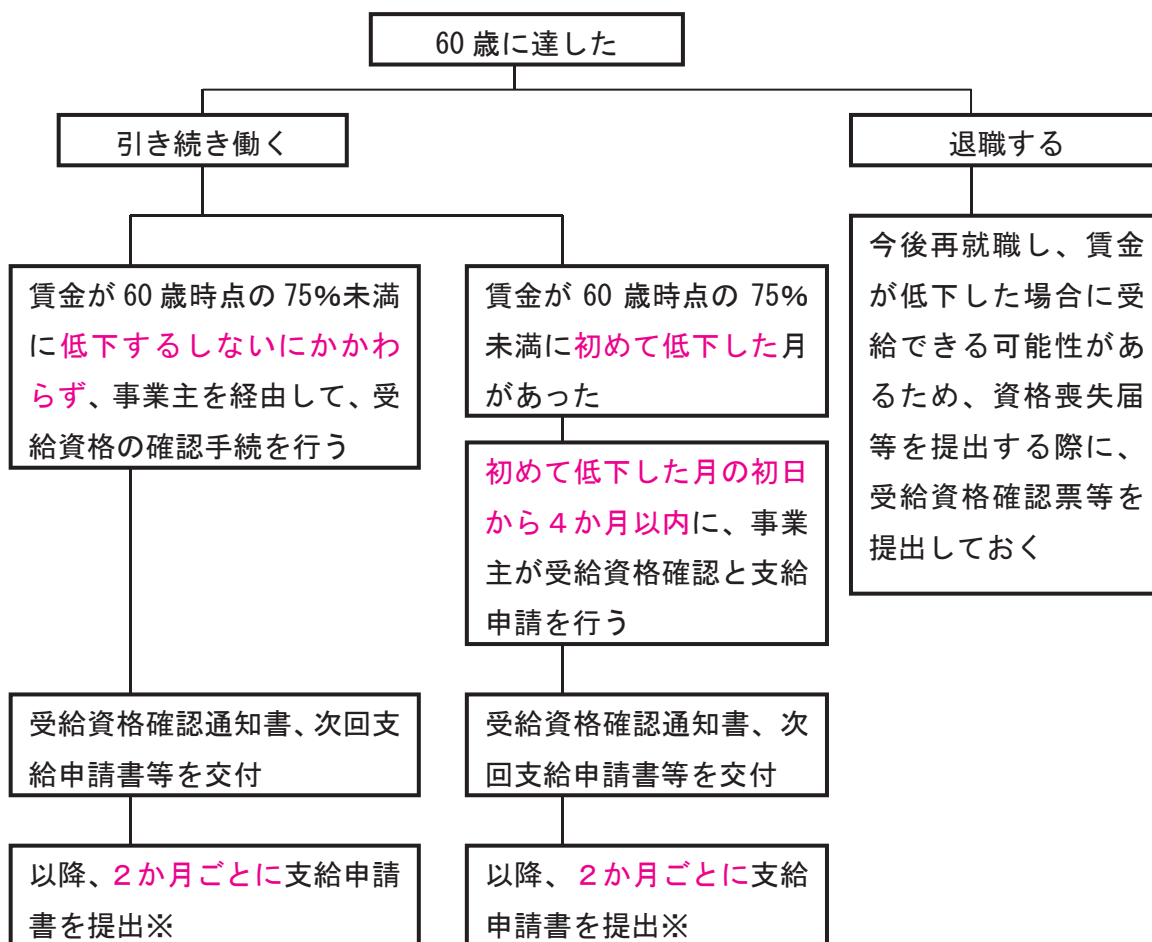 60歳に達した
引き続き働く
退職する
賃金が60歳時点の75%未満
に低下するしないにかかわ
らず、事業主を経由して、受
給資格の確認手続を行う
賃金が60歳時点の75%
未満に初めて低下した月
があった
初めて低下した月の初日
から4か月以内に、事業
主が受給資格確認と支給
申請を行う
今後再就職し、賃金
が低下した場合に受
給できる可能性があ
るため、資格喪失届
等を提出する際に、
受給資格確認票等を
提出しておく
受給資格確認通知書、次回支
給申請書等を交付
受給資格確認通知書、次
回支給申請書等を交付
以降、2か月ごとに支給申請
書を提出※
以降、2か月ごとに支給
申請書を提出※